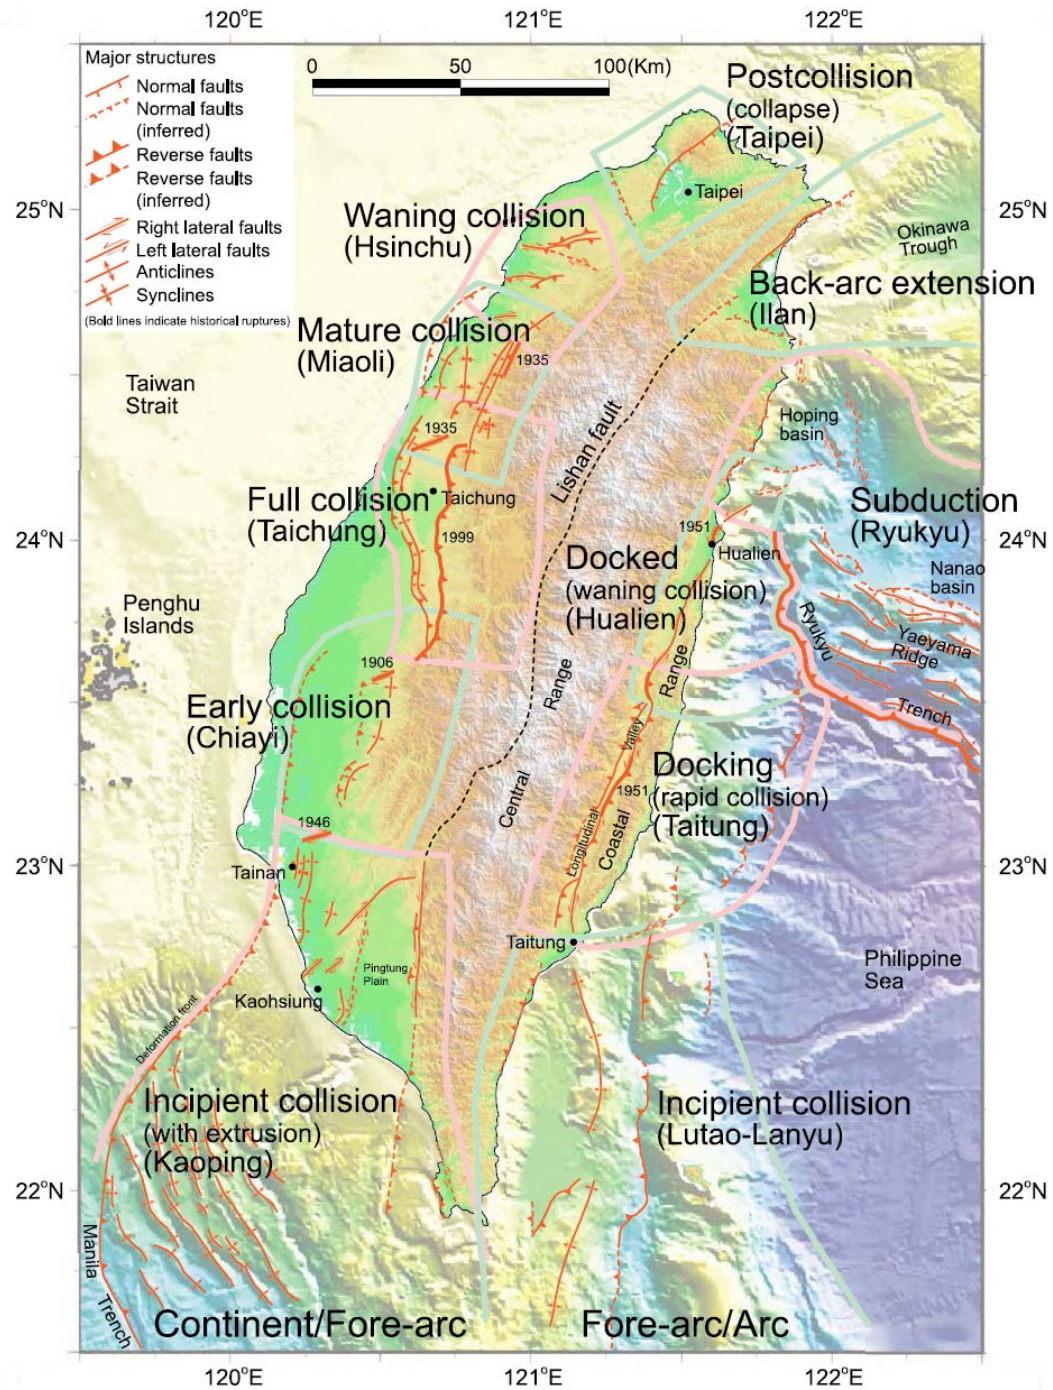 120°E
121°E
122°E
Major structures
Normal faults
Normal faults
(inferred)
Reverse faults
Reverse faults
(inferred)
Right lateral faults
Left lateral faults
Anticlines
Synclines
(Bold lines indicate historical ruptures)
0
50
100(Km)
Postcollision
(collapse)
(Taipei)
Taipei
25°N
25°N
Waning collision
(Hsinchu)
Okinawa
Trough
Back-arc extension
(Ilan)
Mature collision
(Miaoli)
1935
Taiwan
Strait
1935
Lishan fault
Hoping
basin
Full collision
(Taichung)
Taichung
1999
Subduction
(Ryukyu)
24°N
24°N
1951
Hualien
Docked
(waning collision)
(Hualien)
Nanao
basin
Penghu
Islands
Ryukyu
Trench
Yaeyama
Ridge
1906
Early collision
(Chiayi)
Central
Range
Longitudinal
Valley
Coastal
Range
Docking
(rapid collision)
(Taitung)
1951
1946
23°N
23°N
Tainan
Taitung
Pingtung
Plain
Kaohsiung
Philippine
Sea
Deformation front
Incipient collision
(with extrusion)
(Kaoping)
Incipient collision
(Lutao-Lanyu)
22°N
22°N
Manila
Trench
Continent/Fore-arc
Fore-arc/Arc
120°E
121°E
122°E